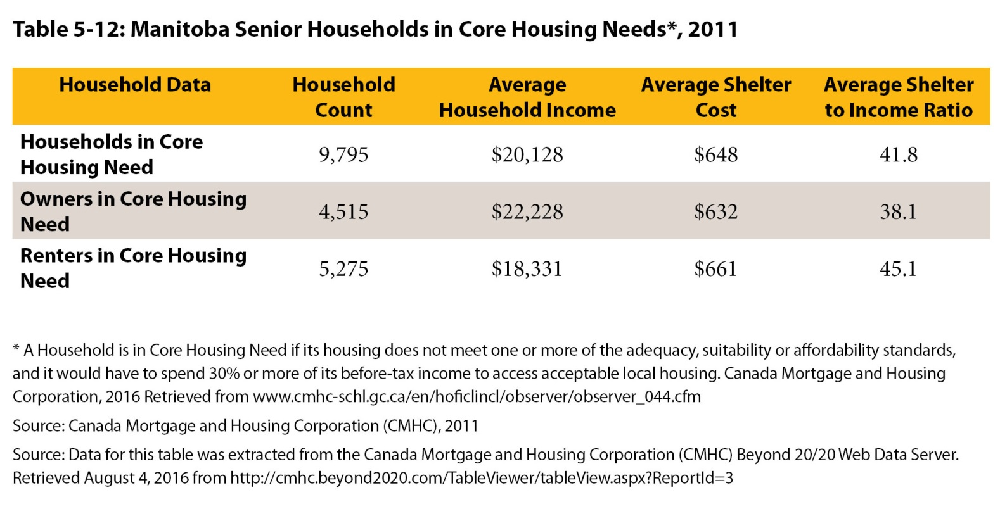 Table 5-12: Manitoba Senior Households in Core Housing Needs*, 2011
Household Data Household Count Average Household Income Average Shelter Cost Average Shelter to Income Ratio
Households in Core Housing Need 9,795 $20,128 $648 41.8
Owners in Core Housing Need 4,515 $22,228 $632 38.1
Renters in Core Housing Need 5,275 $18,331 $661 45.1
* A Household is in Core Housing Need if its housing does not meet one or more of the adequacy, suitability or affordability standards,
and it would have to spend 30% or more of its before-tax income to access acceptable local housing. Canada Mortgage and Housing
Corporation, 2016 Retrieved from www.cmhc-schl.gc.ca/en/hoficlincl/observer/observer_044.cfm
Source: Canada Mortgage and Housing Corporation (CMHC), 2011
Source: Data for this table was extracted from the Canada Mortgage and Housing Corporation (CMHC) Beyond 20/20 Web Data Server.
Retrieved August 4, 2016 from http://cmhc.beyond2020.com/TableViewer/tableView.aspx?ReportId=3